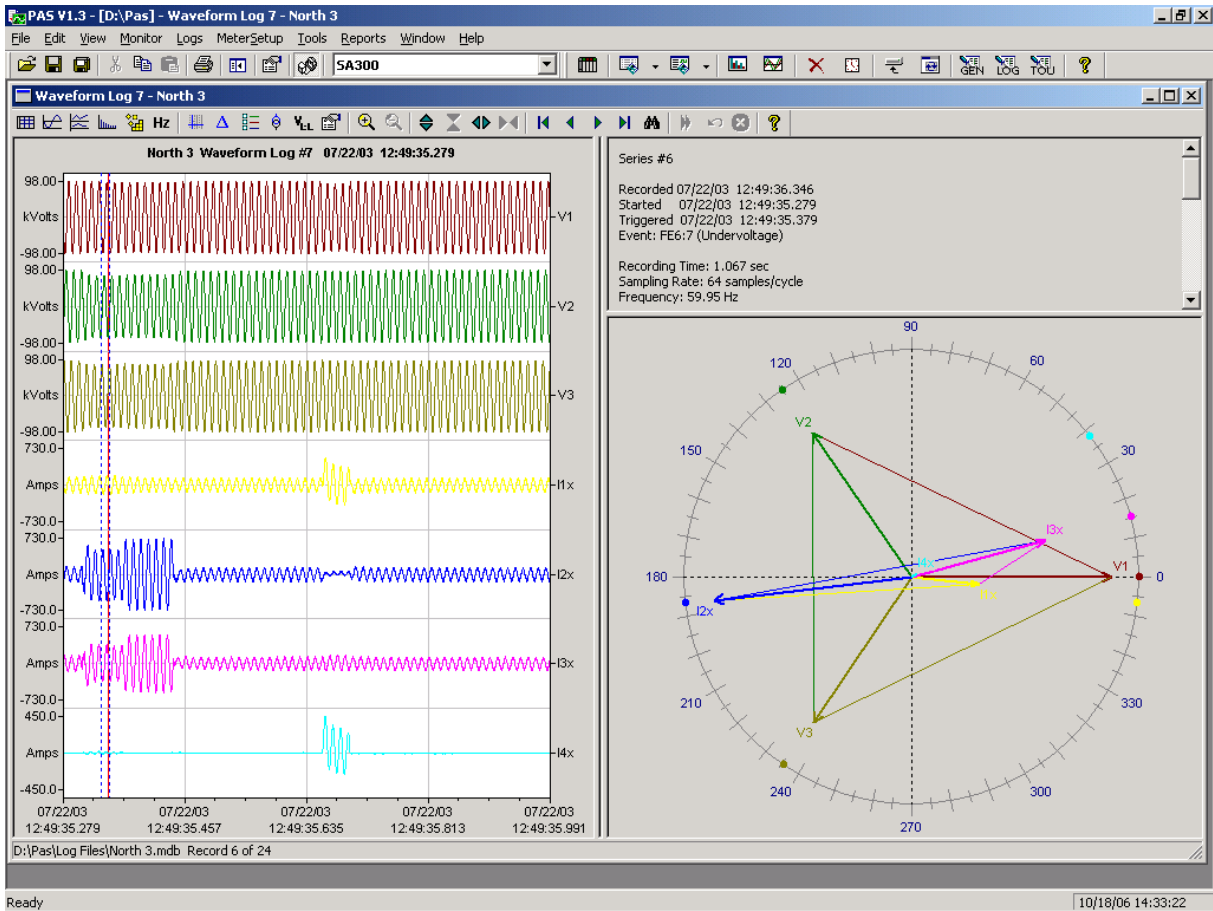 PAS V1.3 - [D:\Pas] - Waveform Log 7 - North 3
File Edit View Monitor Logs MeterSetup Tools Reports Window Help
SA300
GEN LOG TOU
Waveform Log 7 - North 3
Hz VL-L
North 3 Waveform Log #7 07/22/03 12:49:35.279
98.00
kVolts
-98.00
V1
98.00
kVolts
-98.00
V2
98.00
kVolts
-98.00
V3
730.0
Amps
-730.0
I1x
730.0
Amps
-730.0
I2x
730.0
Amps
-730.0
I3x
450.0
Amps
-450.0
I4x
07/22/03 07/22/03 07/22/03 07/22/03 07/22/03
12:49:35.279 12:49:35.457 12:49:35.635 12:49:35.813 12:49:35.991
Series #6
Recorded 07/22/03 12:49:36.346
Started 07/22/03 12:49:35.279
Triggered 07/22/03 12:49:35.379
Event: FE6:7 (Undervoltage)
Recording Time: 1.067 sec
Sampling Rate: 64 samples/cycle
Frequency: 59.95 Hz
90
120 60
V2
150 30
I3x
I4x V1
180 0
I2x I1x
210 330
V3
240 300
270
D:\Pas\Log Files\North 3.mdb Record 6 of 24
Ready 10/18/06 14:33:22